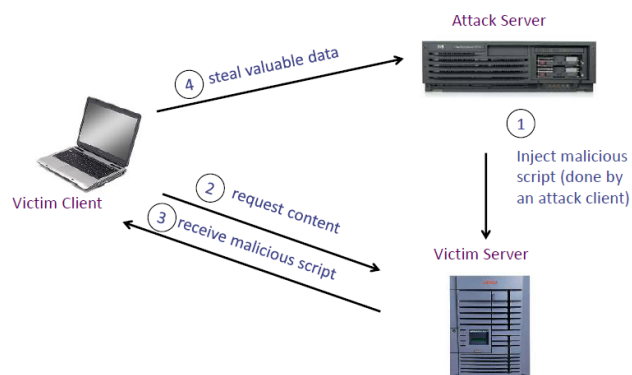 Attack Server
4 steal valuable data
1
Inject malicious
script (done by
an attack client)
Victim Client
2 request content
3 receive malicious script
Victim Server